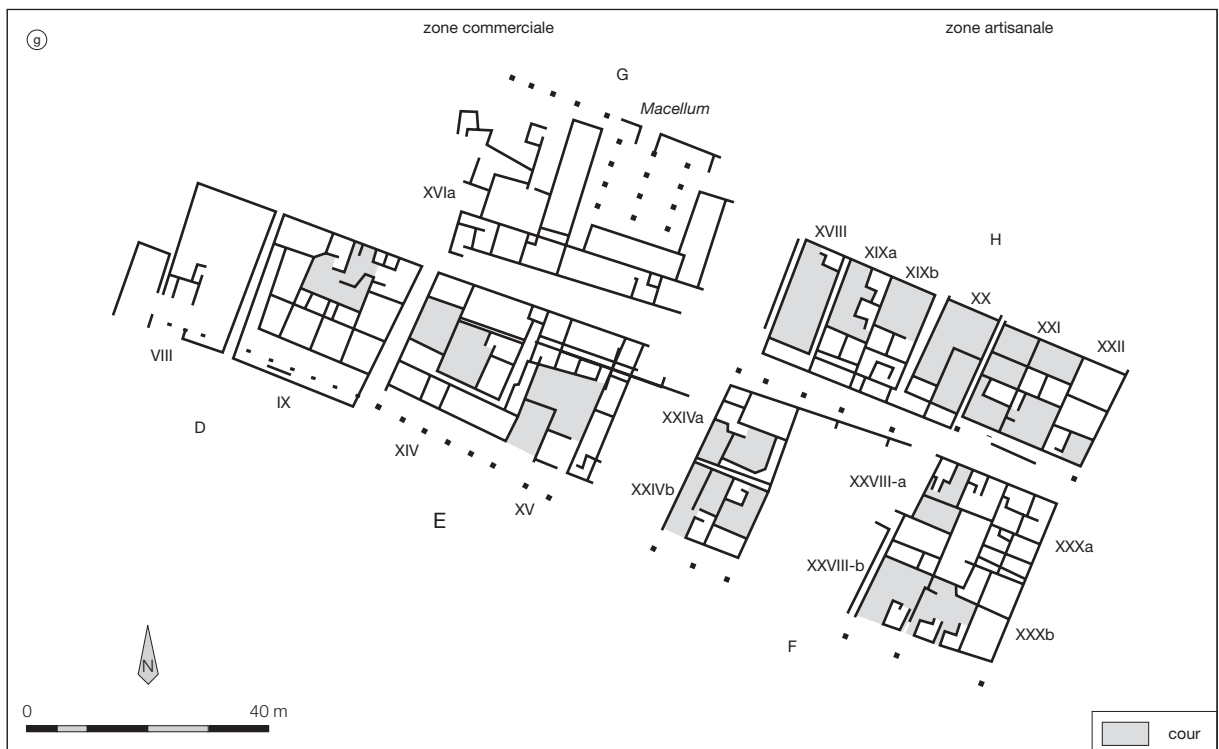 g
zone commerciale
zone artisanale
G
Macellum
XVIa
XVIII
XIXa
XIXb
H
XX
XXI
XXII
VIII
IX
D
XIV
E
XV
XXIVa
XXIVb
XXVIII-a
XXVIII-b
XXXa
XXXb
F
N
0
40 m
cour